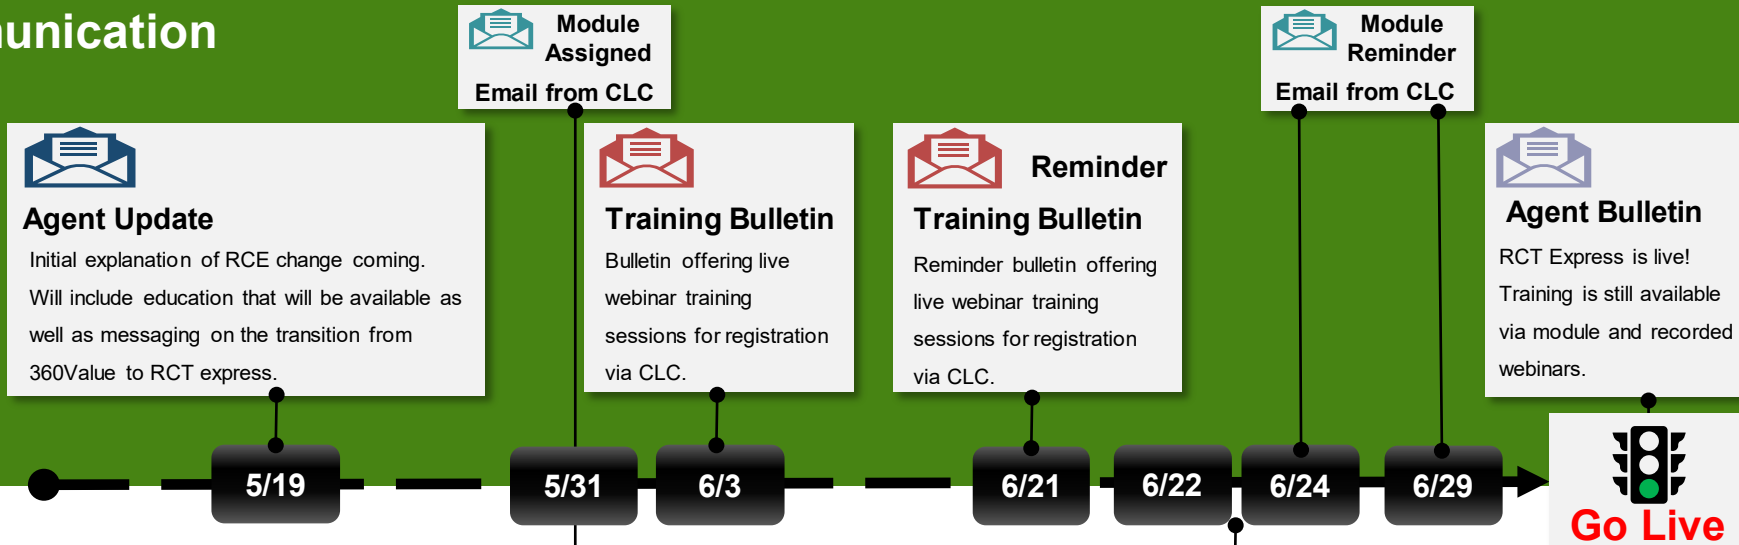 Module
Assigned
Email from CLC
Module
Reminder
Email from CLC
Agent Update
Initial explanation of RCE change coming.
Will include education that will be available as
well as messaging on the transition from
360Value to RCT express.
Training Bulletin
Bulletin offering live
webinar training
sessions for registration
via CLC.
Reminder
Training Bulletin
Reminder bulletin offering
live webinar training
sessions for registration
via CLC.
Agent Bulletin
RCT Express is live!
Training is still available
via module and recorded
webinars.
5/19
5/31
6/3
6/21
6/22
6/24
6/29
Go Live